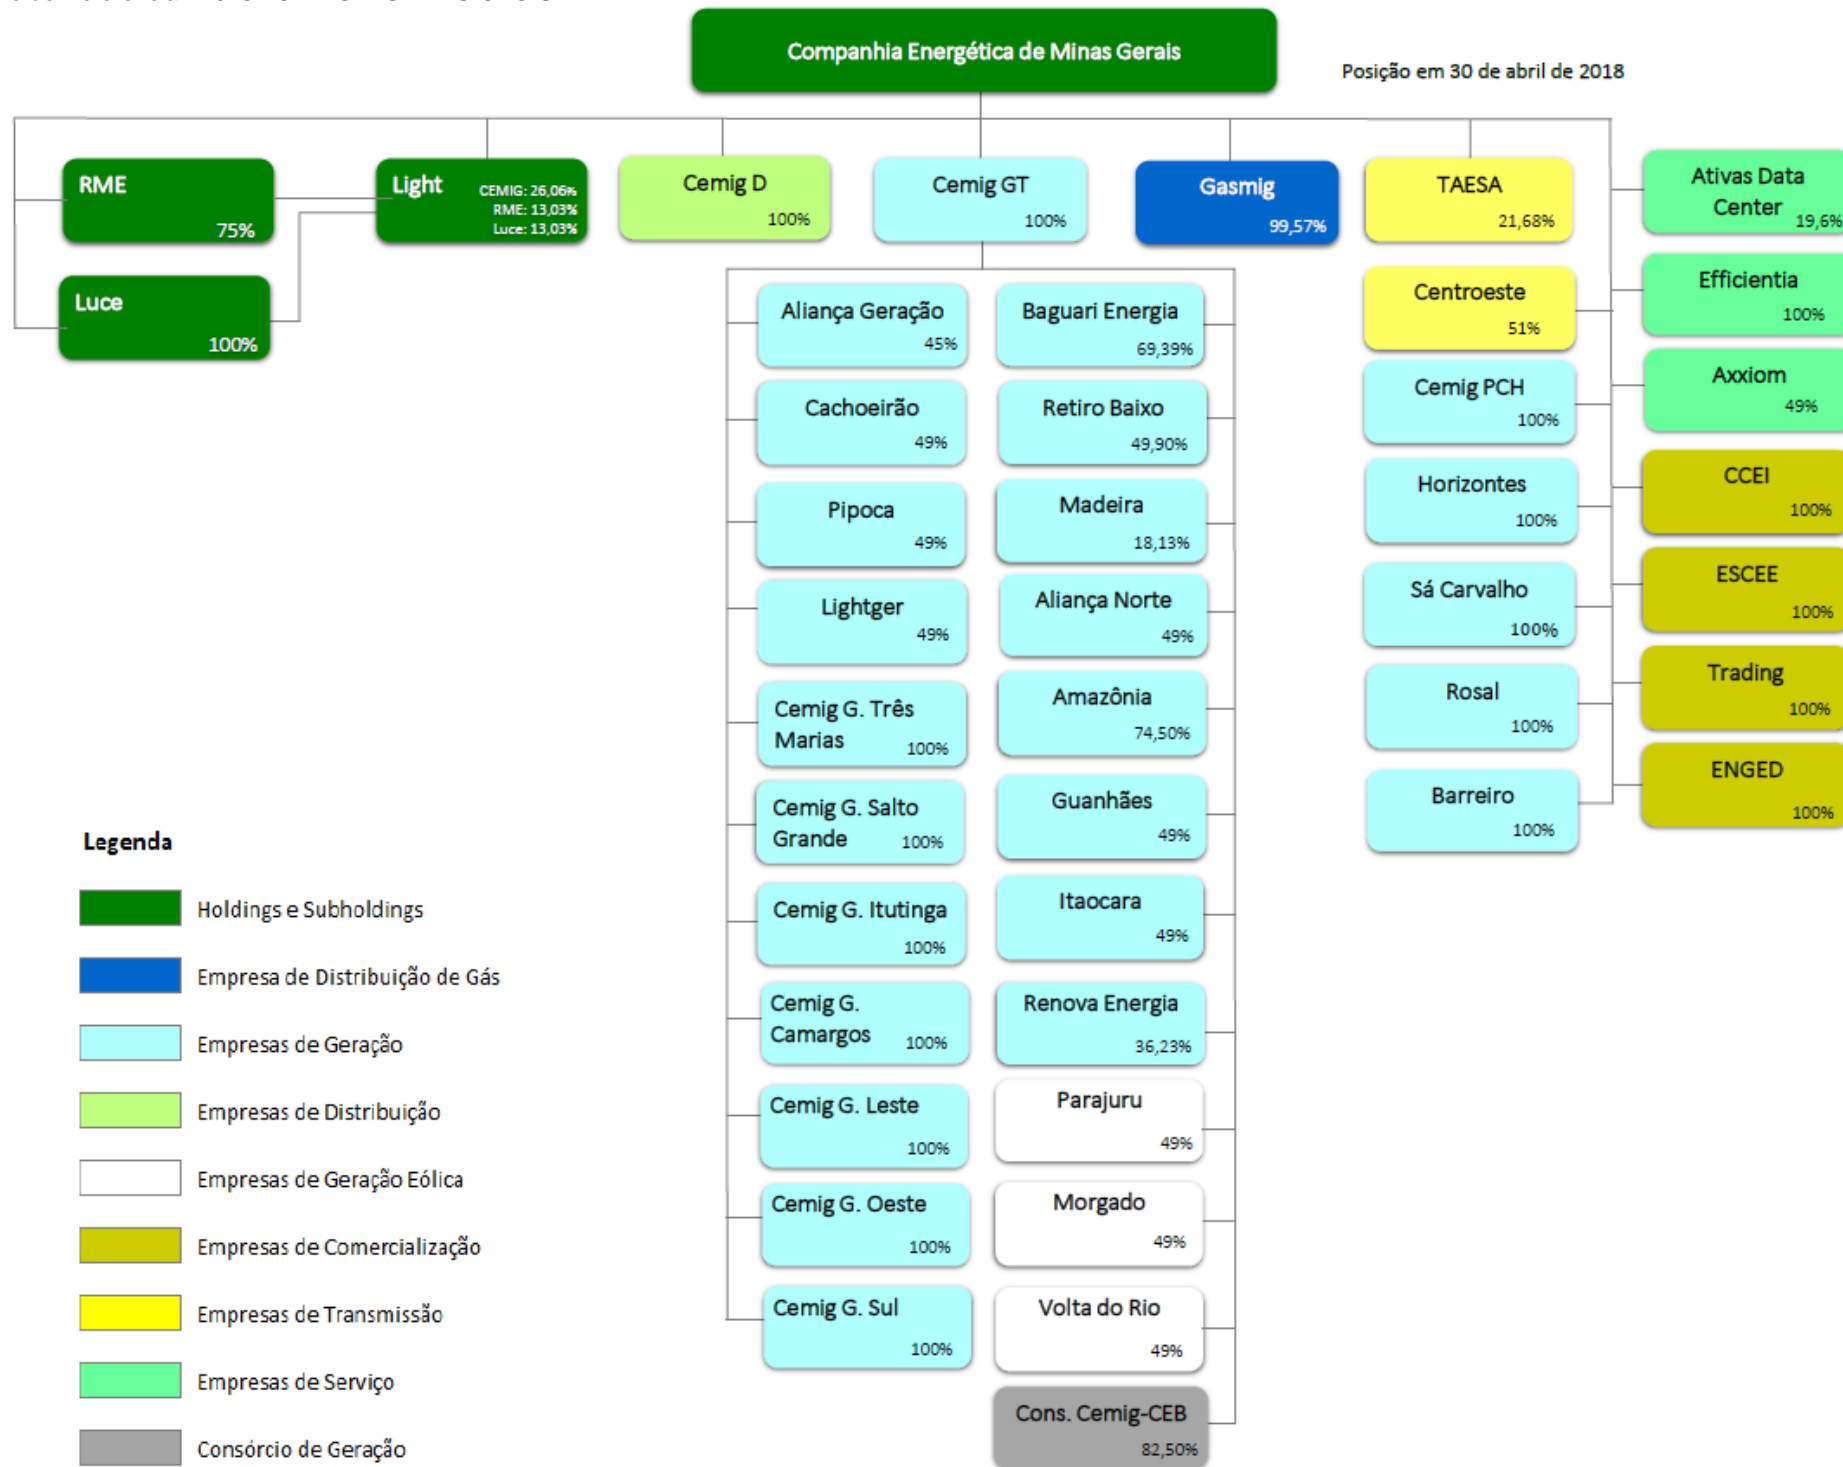 Companhia Energética de Minas Gerais
Posição em 30 de abril de 2018
RME
75%
Luce
100%
Light
CEMIG: 26,06%
RME: 13,03%
Luce: 13,03%
Cemig D
100%
Cemig GT
100%
Gasmig
99,57%
TAESA
21,68%
Ativas Data
Center
19,6%
Aliança Geração
45%
Cachoeirão
49%
Pipoca
49%
Lightger
49%
Cemig G. Três
Marias
100%
Cemig G. Salto
Grande
100%
Cemig G. Itutinga
100%
Cemig G.
Camargos
100%
Cemig G. Leste
100%
Cemig G. Oeste
100%
Cemig G. Sul
100%
Baguari Energia
69,39%
Retiro Baixo
49,90%
Madeira
18,13%
Aliança Norte
49%
Amazônia
74,50%
Guanhães
49%
Itaocara
49%
Renova Energia
36,23%
Parajuru
49%
Morgado
49%
Volta do Rio
49%
Cons. Cemig-CEB
82,50%
Centroeste
51%
Cemig PCH
100%
Horizontes
100%
Sá Carvalho
100%
Rosal
100%
Barreiro
100%
Efficientia
100%
Axxiom
49%
CCEI
100%
ESCEE
100%
Trading
100%
ENGED
100%
Legenda
Holdings e Subholdings
Empresa de Distribuição de Gás
Empresas de Geração
Empresas de Distribuição
Empresas de Geração Eólica
Empresas de Comercialização
Empresas de Transmissão
Empresas de Serviço
Consórcio de Geração